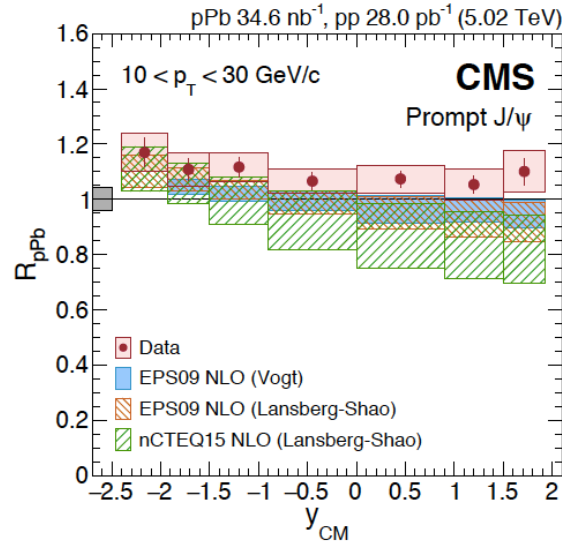 pPb 34.6 nb⁻¹, pp 28.0 pb⁻¹ (5.02 TeV)
1.6
10 < p_T < 30 GeV/c
CMS
1.4
Prompt J/ψ
1.2
1
R_pPb
0.8
0.6
Data
EPS09 NLO (Vogt)
0.4
EPS09 NLO (Lansberg-Shao)
0.2
nCTEQ15 NLO (Lansberg-Shao)
0
−2.5 −2 −1.5 −1 −0.5 0 0.5 1 1.5 2
y_CM